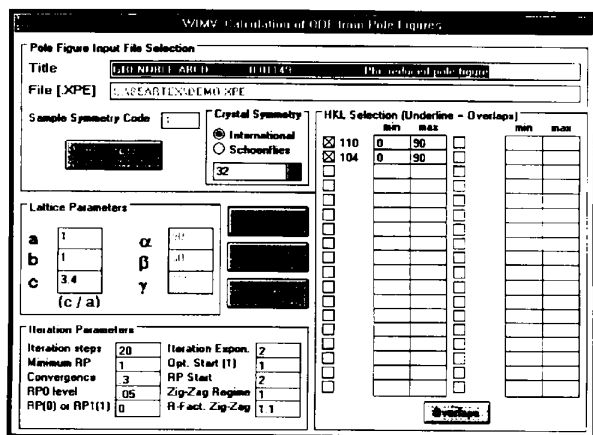 WIMV: Calculation of ODF from Pole Figures
Pole Figure Input File Selection
Title
pole figure
File [.XPE]
C:\BEARTEX\DEMO.XPE
Sample Symmetry Code
Crystal Symmetry
International
Schoenflies
32
HKL Selection (Underline = Overlaps)
min max min max
110 0 90
104 0 90
Lattice Parameters
a 1 α
b 1 β
c 3.4 γ
(c / a)
Iteration Parameters
Iteration steps 20 Iteration Expon. 2
Minimum RP 1 Opt. Start (1) 1
Convergence .3 RP Start 2
RP0 level .05 Zig-Zag Regime 1
RP(0) or RP1(1) 0 R-Fact. Zig-Zag 1.1
Overlaps